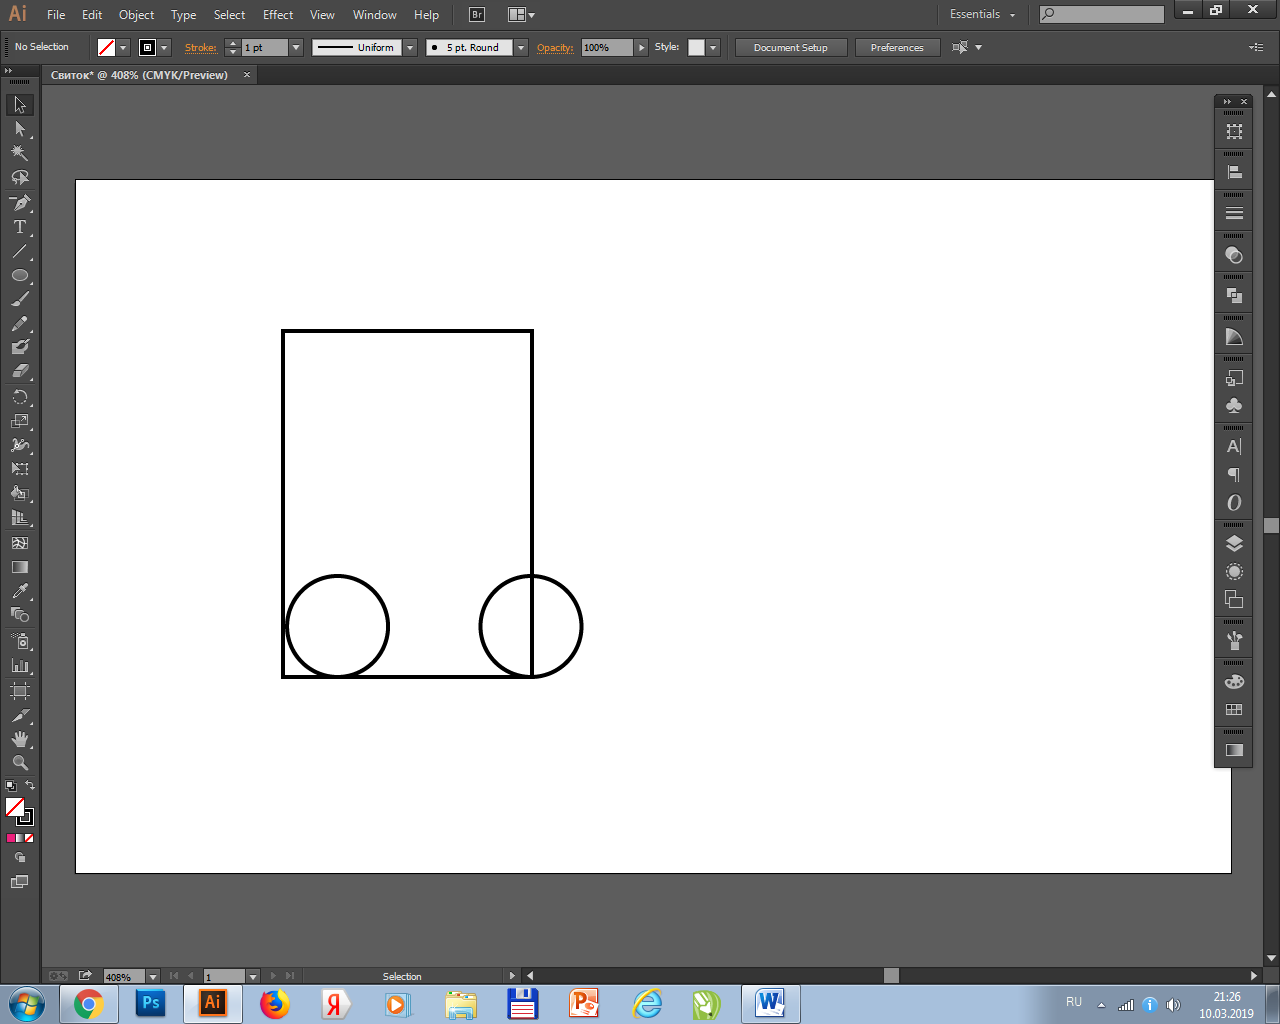 Ai File Edit Object Type Select Effect View Window Help Br Essentials
No Selection Stroke: 1 pt Uniform 5 pt. Round Opacity: 100% Style: Document Setup Preferences
Свиток* @ 408% (CMYK/Preview)
408% 1 Selection
Ps Ai Я P W RU 21:26
10.03.2019